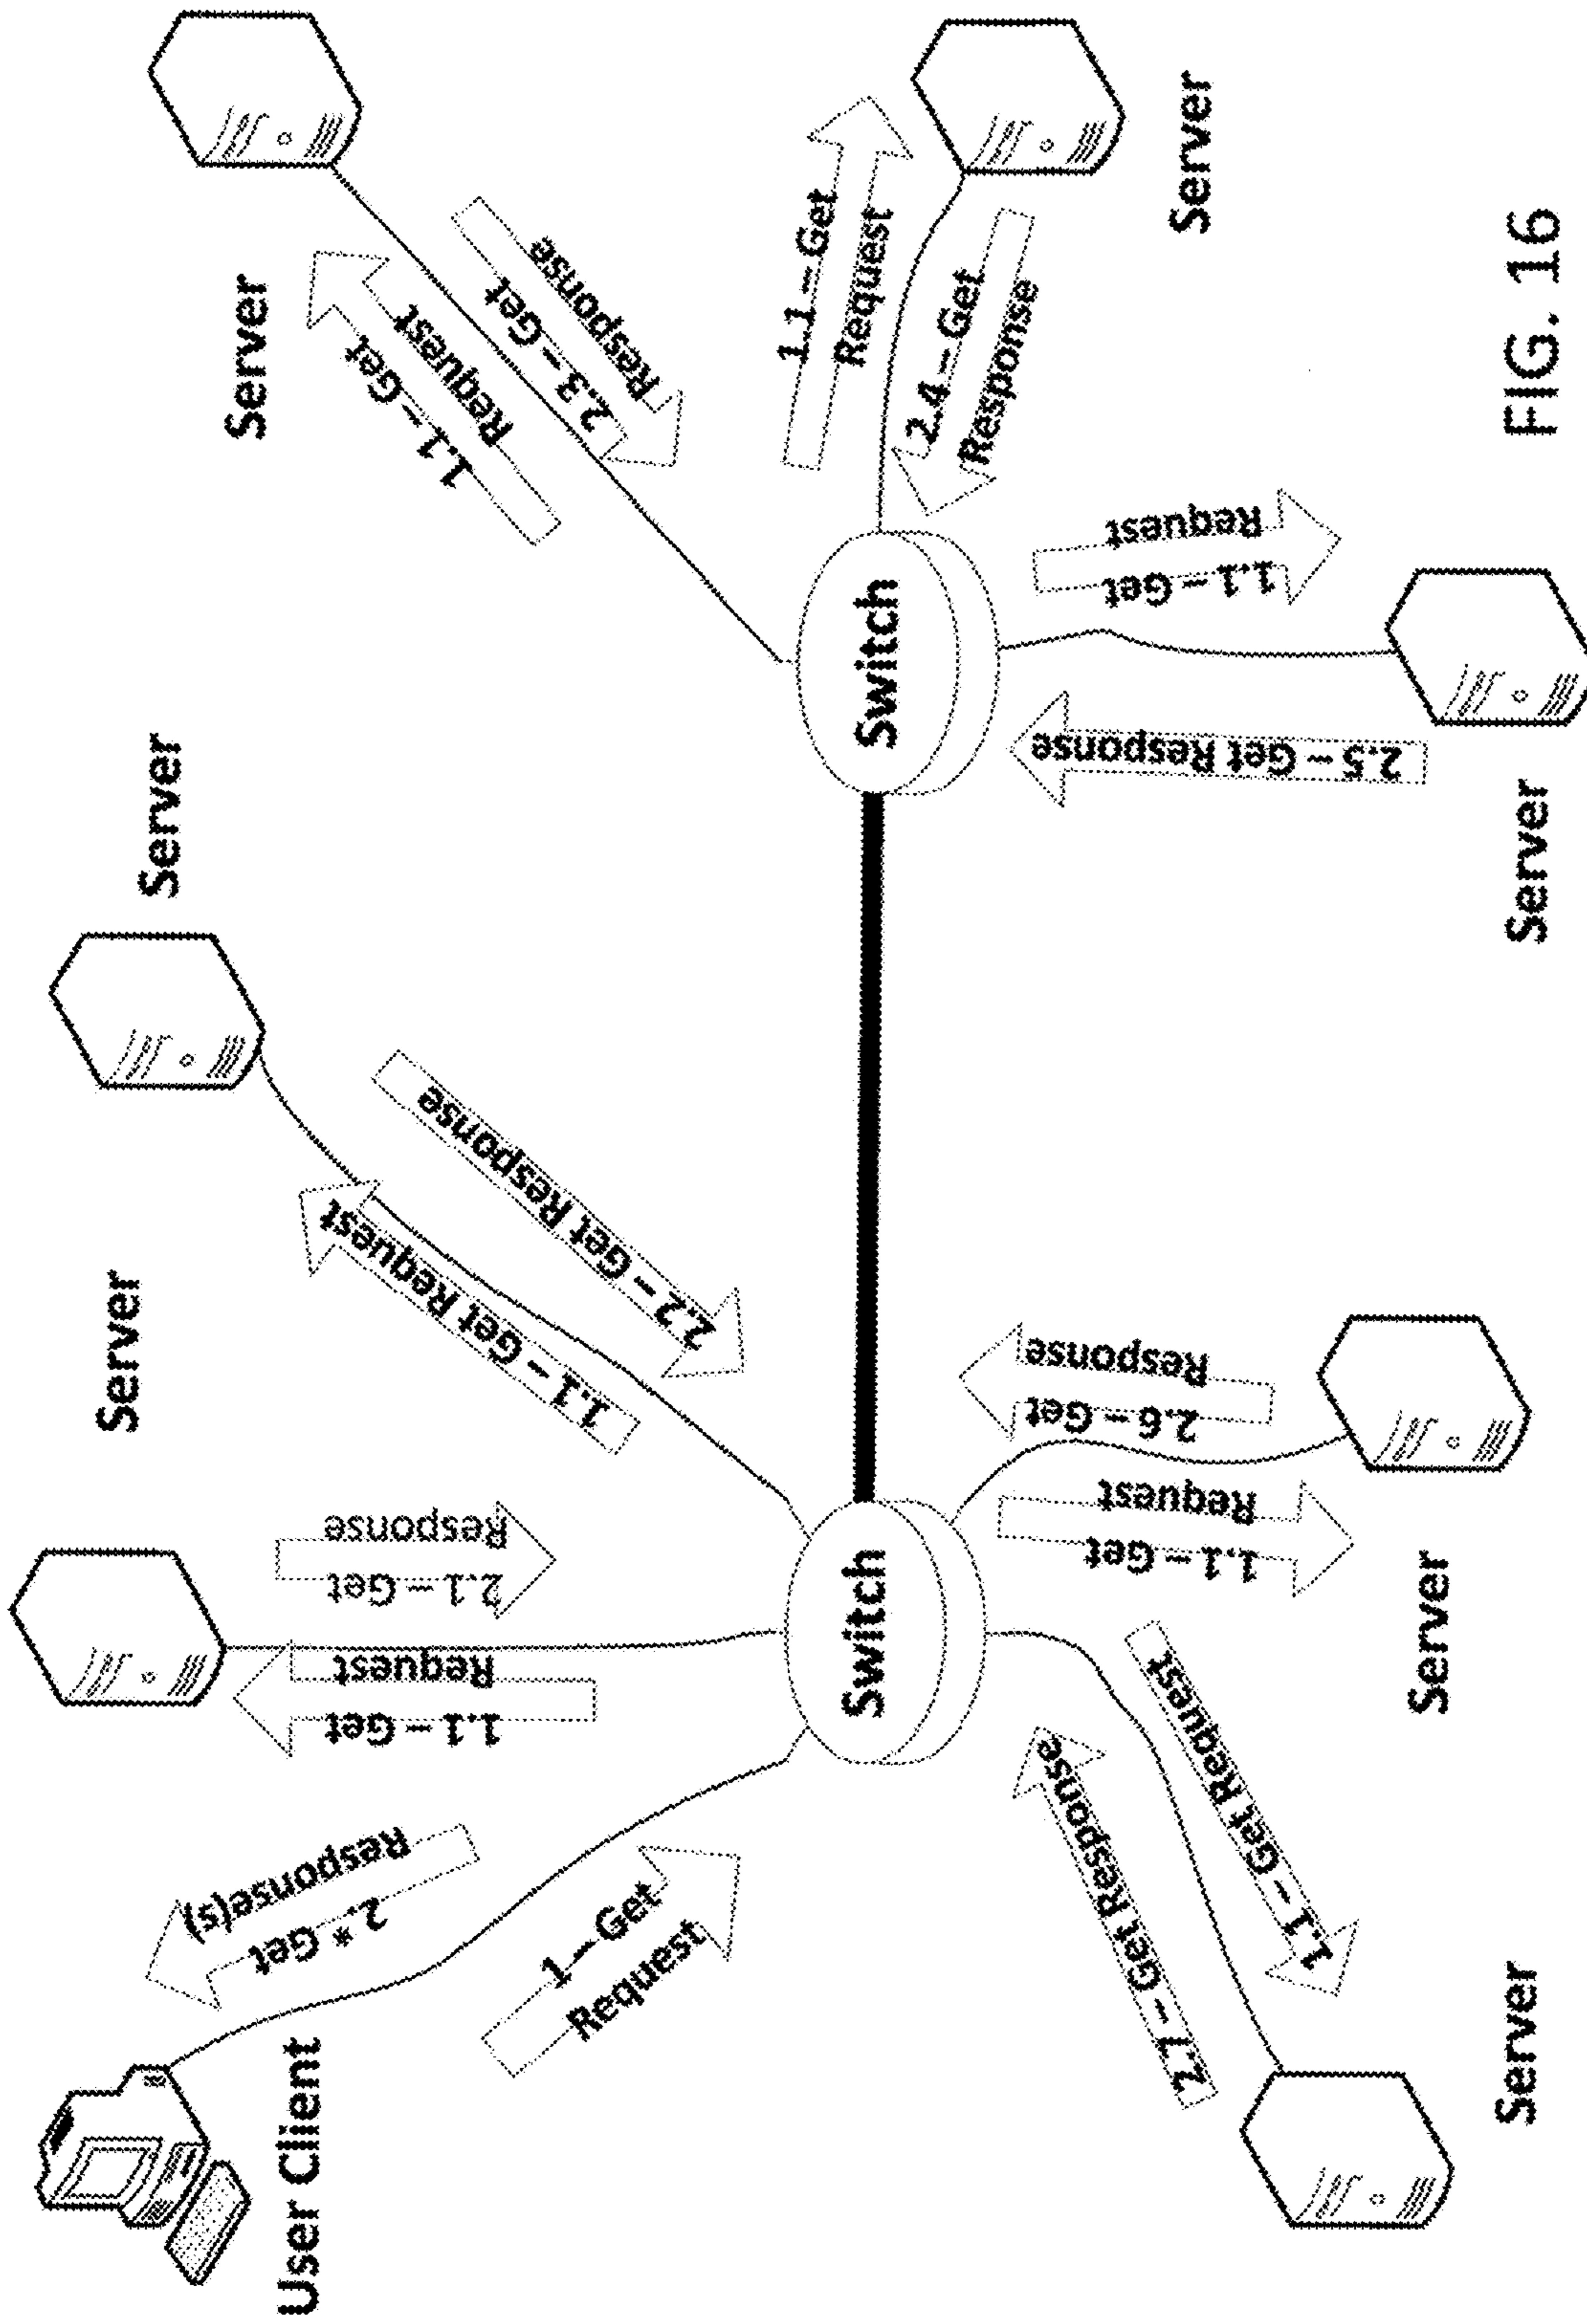 User Client
2.* Get
Response(s)
1 – Get
Request
Server
1.1 – Get
Request
2.1 – Get
Response
Server
1.1 – Get Request
2.2 – Get Response
Server
1.1 – Get
Request
2.3 – Get
Response
Switch
Switch
1.1 – Get
Request
2.4 – Get
Response
Server
2.7 – Get Response
1.1 – Get Request
Server
1.1 – Get
Request
2.6 – Get
Response
Server
2.5 – Get Response
1.1 – Get
Request
Server
FIG. 16